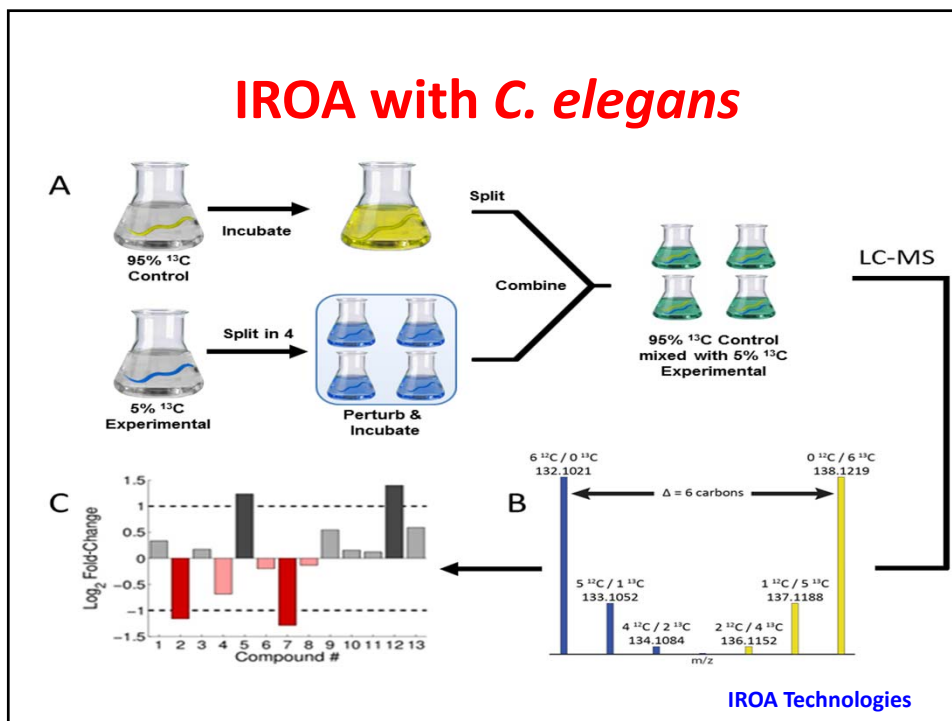 IROA with C. elegans
A
95% ¹³C
Control
Incubate
Split
5% ¹³C
Experimental
Split in 4
Perturb &
Incubate
Combine
95% ¹³C Control
mixed with 5% ¹³C
Experimental
LC-MS
B
6 ¹²C / 0 ¹³C
132.1021
0 ¹²C / 6 ¹³C
138.1219
Δ = 6 carbons
5 ¹²C / 1 ¹³C
133.1052
1 ¹²C / 5 ¹³C
137.1188
4 ¹²C / 2 ¹³C
134.1084
2 ¹²C / 4 ¹³C
136.1152
m/z
C
Log₂ Fold-Change
1.5
1
0.5
0
−0.5
−1
−1.5
1 2 3 4 5 6 7 8 9 10 11 12 13
Compound #
IROA Technologies